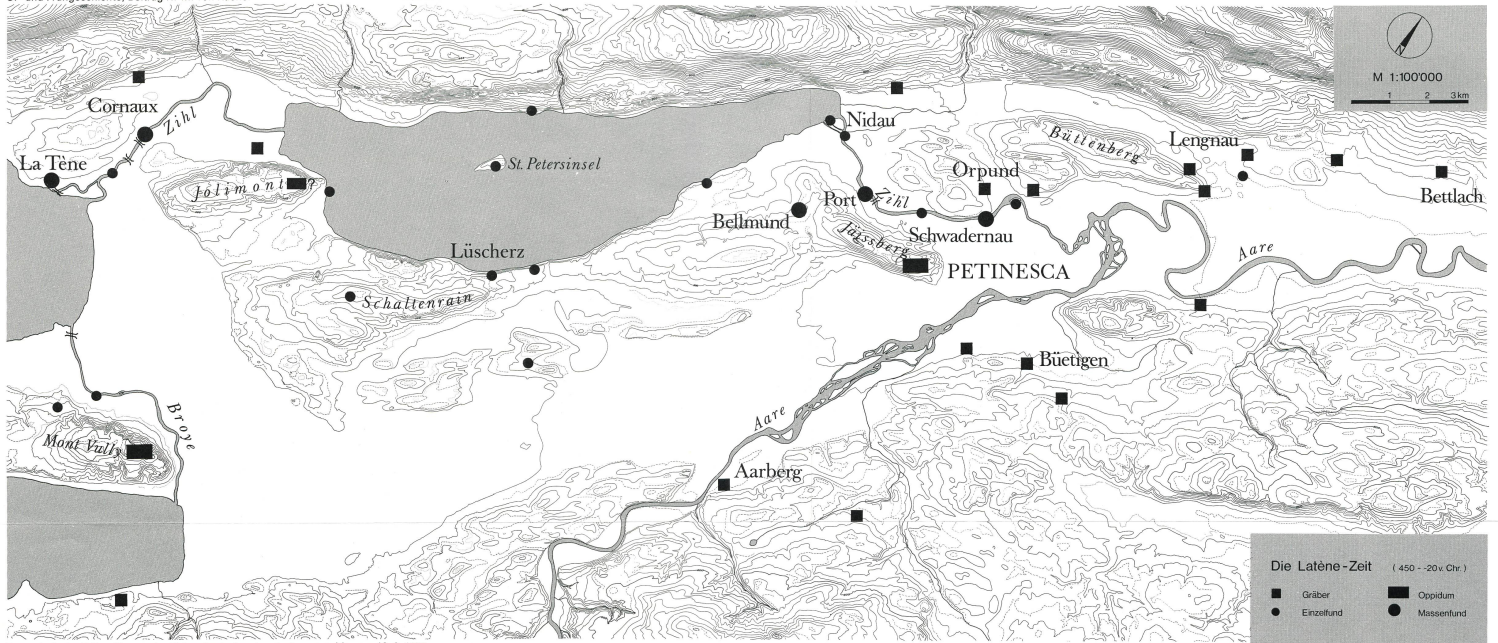 M 1:100'000
1 2 3 km
Cornaux
Zihl
La Tène
Jolimont ?
St. Petersinsel
Nidau
Büttenberg
Lengnau
Bettlach
Orpund
Port
Zihl
Bellmund
Schwadernau
Jäissberg
PETINESCA
Aare
Lüscherz
Schaltenrain
Büetigen
Broye
Mont Vully
Aare
Aarberg
Die Latène-Zeit ( 450 - -20 v. Chr. )
Gräber Oppidum
Einzelfund Massenfund